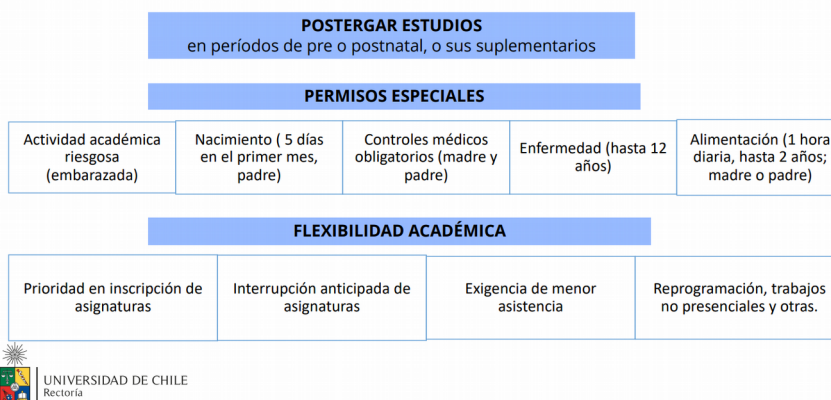 POSTERGAR ESTUDIOS
en períodos de pre o postnatal, o sus suplementarios
PERMISOS ESPECIALES
Actividad académica
riesgosa
(embarazada)
Nacimiento ( 5 días
en el primer mes,
padre)
Controles médicos
obligatorios (madre y
padre)
Enfermedad (hasta 12
años)
Alimentación (1 hora
diaria, hasta 2 años;
madre o padre)
FLEXIBILIDAD ACADÉMICA
Prioridad en inscripción de
asignaturas
Interrupción anticipada de
asignaturas
Exigencia de menor
asistencia
Reprogramación, trabajos
no presenciales y otras.
UNIVERSIDAD DE CHILE
Rectoría